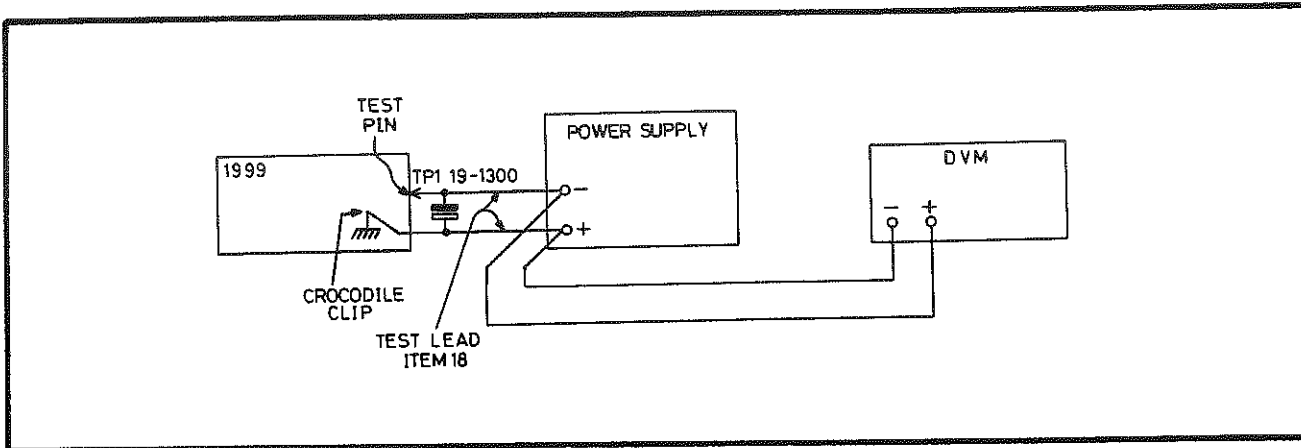 TEST
PIN
1999
TP1 19-1300
POWER SUPPLY
-
+
DVM
- +
CROCODILE
CLIP
TEST LEAD
ITEM 18